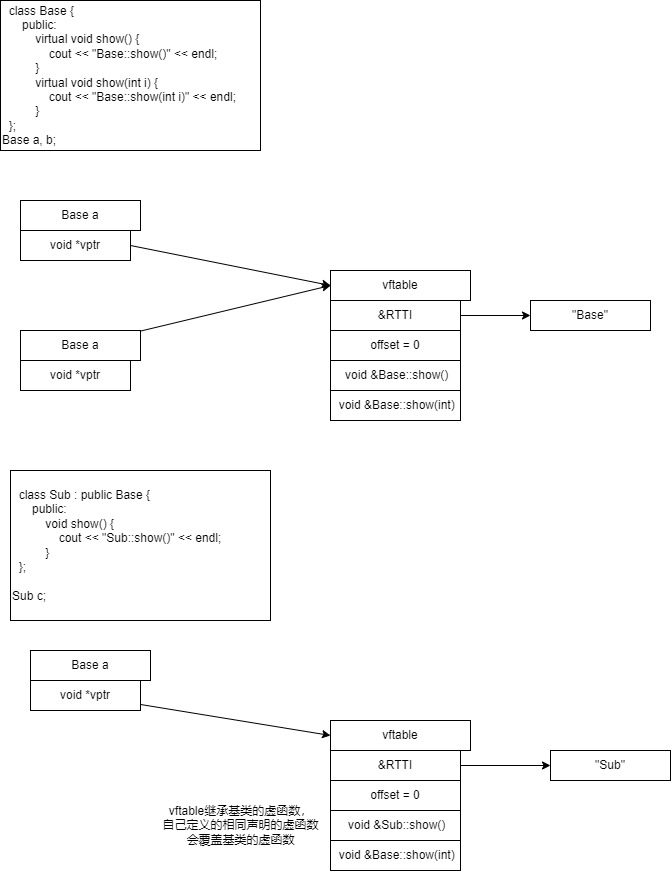 class Base {
public:
virtual void show() {
cout << "Base::show()" << endl;
}
virtual void show(int i) {
cout << "Base::show(int i)" << endl;
}
};
Base a, b;
Base a
void *vptr
vftable
&RTTI
"Base"
Base a
offset = 0
void *vptr
void &Base::show()
void &Base::show(int)
class Sub : public Base {
public:
void show() {
cout << "Sub::show()" << endl;
}
};
Sub c;
Base a
void *vptr
vftable
&RTTI
"Sub"
offset = 0
vftable继承基类的虚函数，
自己定义的相同声明的虚函数
会覆盖基类的虚函数
void &Sub::show()
void &Base::show(int)